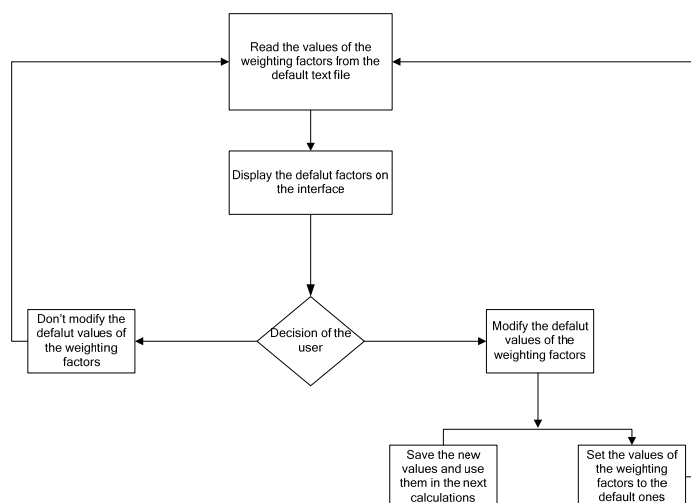 Read the values of the
weighting factors from the
default text file
Display the defalut factors on
the interface
Decision of the
user
Don't modify the
defalut values of
the weighting
factors
Modify the defalut
values of the
weighting factors
Save the new
values and use
them in the next
calculations
Set the values of
the weighting
factors to the
default ones